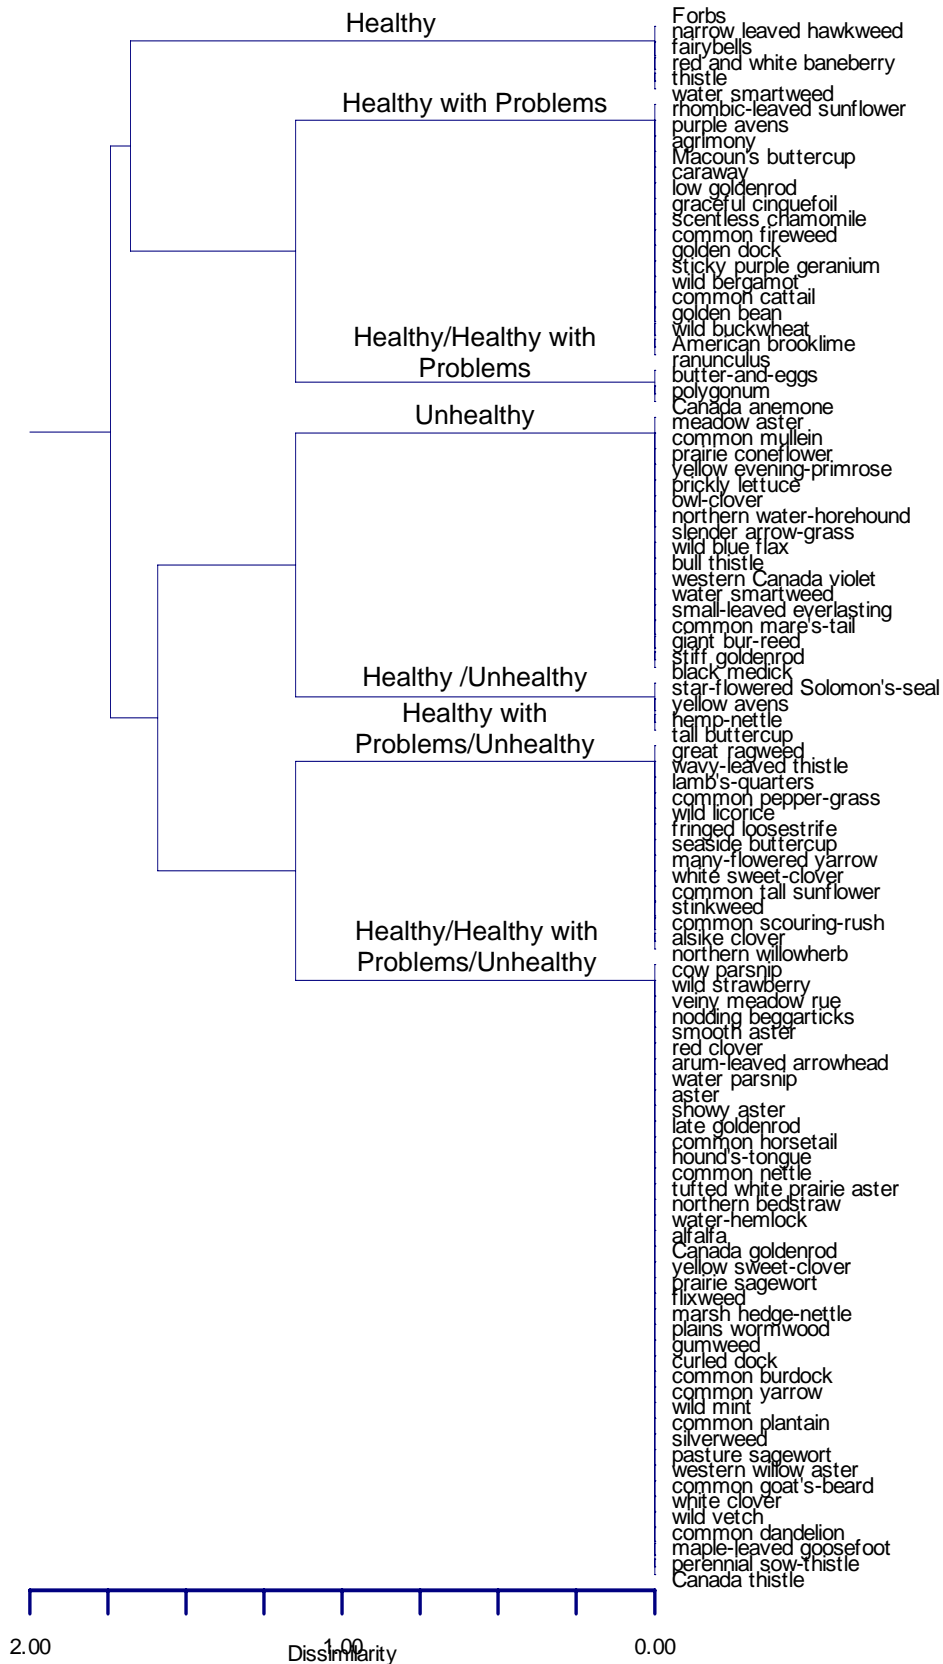 Healthy
Healthy with Problems
Healthy/Healthy with
Problems
Unhealthy
Healthy /Unhealthy
Healthy with
Problems/Unhealthy
Healthy/Healthy with
Problems/Unhealthy
Forbs
narrow leaved hawkweed
fairybells
red and white baneberry
thistle
water smartweed
rhombic-leaved sunflower
purple avens
agrimony
Macoun's buttercup
caraway
low goldenrod
graceful cinquefoil
scentless chamomile
common fireweed
golden dock
sticky purple geranium
wild bergamot
common cattail
golden bean
wild buckwheat
American brooklime
ranunculus
butter-and-eggs
polygonum
Canada anemone
meadow aster
common mullein
prairie coneflower
yellow evening-primrose
prickly lettuce
owl-clover
northern water-horehound
slender arrow-grass
wild blue flax
bull thistle
western Canada violet
water smartweed
small-leaved everlasting
common mare's-tail
giant bur-reed
stiff goldenrod
black medick
star-flowered Solomon's-seal
yellow avens
hemp-nettle
tall buttercup
great ragweed
wavy-leaved thistle
lamb's-quarters
common pepper-grass
wild licorice
fringed loosestrife
seaside buttercup
many-flowered yarrow
white sweet-clover
common tall sunflower
stinkweed
common scouring-rush
alsike clover
northern willowherb
cow parsnip
wild strawberry
veiny meadow rue
nodding beggarticks
smooth aster
red clover
arum-leaved arrowhead
water parsnip
aster
showy aster
late goldenrod
common horsetail
hound's-tongue
common nettle
tufted white prairie aster
northern bedstraw
water-hemlock
alfalfa
Canada goldenrod
yellow sweet-clover
prairie sagewort
flixweed
marsh hedge-nettle
plains wormwood
gumweed
curled dock
common burdock
common yarrow
wild mint
common plantain
silverweed
pasture sagewort
western willow aster
common goat's-beard
white clover
wild vetch
common dandelion
maple-leaved goosefoot
perennial sow-thistle
Canada thistle
2.00 1.00 0.00
Dissimilarity